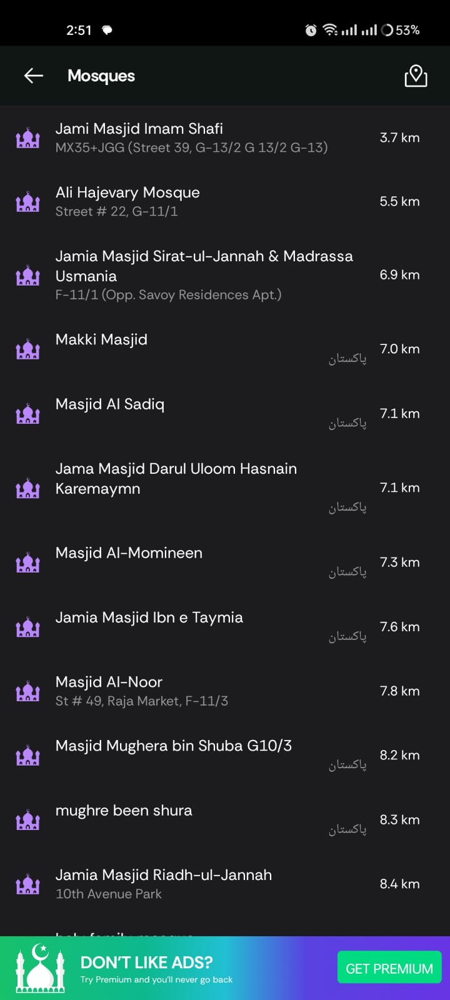 2:51
53%
Mosques
Jami Masjid Imam Shafi
MX35+JGG (Street 39, G-13/2 G 13/2 G-13)
3.7 km
Ali Hajevary Mosque
Street # 22, G-11/1
5.5 km
Jamia Masjid Sirat-ul-Jannah & Madrassa
Usmania
F-11/1 (Opp. Savoy Residences Apt.)
6.9 km
Makki Masjid
پاکستان
7.0 km
Masjid Al Sadiq
پاکستان
7.1 km
Jama Masjid Darul Uloom Hasnain
Karemaymn
پاکستان
7.1 km
Masjid Al-Momineen
پاکستان
7.3 km
Jamia Masjid Ibn e Taymia
پاکستان
7.6 km
Masjid Al-Noor
St # 49, Raja Market, F-11/3
7.8 km
Masjid Mughera bin Shuba G10/3
پاکستان
8.2 km
mughre been shura
پاکستان
8.3 km
Jamia Masjid Riadh-ul-Jannah
10th Avenue Park
8.4 km
DON'T LIKE ADS?
Try Premium and you'll never go back
GET PREMIUM